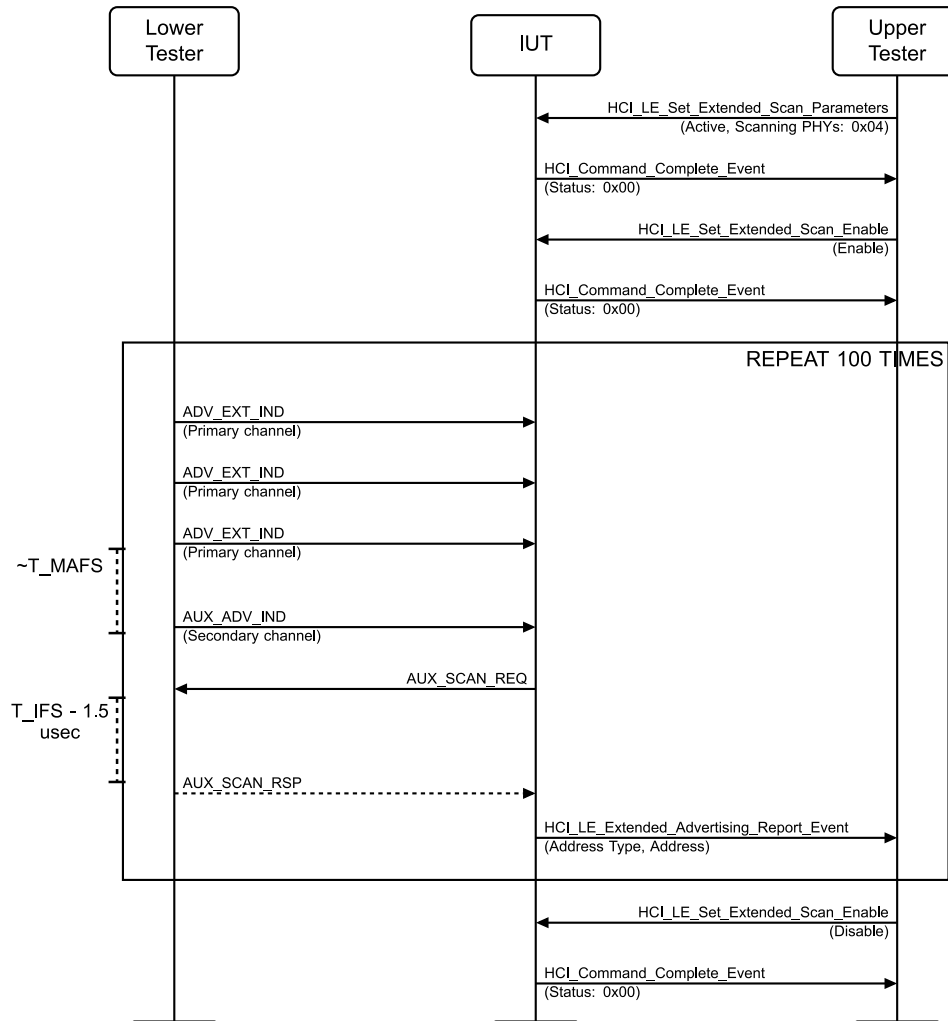 Lower
Tester
IUT
Upper
Tester
HCI_LE_Set_Extended_Scan_Parameters
(Active, Scanning PHYs: 0x04)
HCI_Command_Complete_Event
(Status: 0x00)
HCI_LE_Set_Extended_Scan_Enable
(Enable)
HCI_Command_Complete_Event
(Status: 0x00)
REPEAT 100 TIMES
ADV_EXT_IND
(Primary channel)
ADV_EXT_IND
(Primary channel)
ADV_EXT_IND
(Primary channel)
~T_MAFS
AUX_ADV_IND
(Secondary channel)
AUX_SCAN_REQ
T_IFS - 1.5
usec
AUX_SCAN_RSP
HCI_LE_Extended_Advertising_Report_Event
(Address Type, Address)
HCI_LE_Set_Extended_Scan_Enable
(Disable)
HCI_Command_Complete_Event
(Status: 0x00)